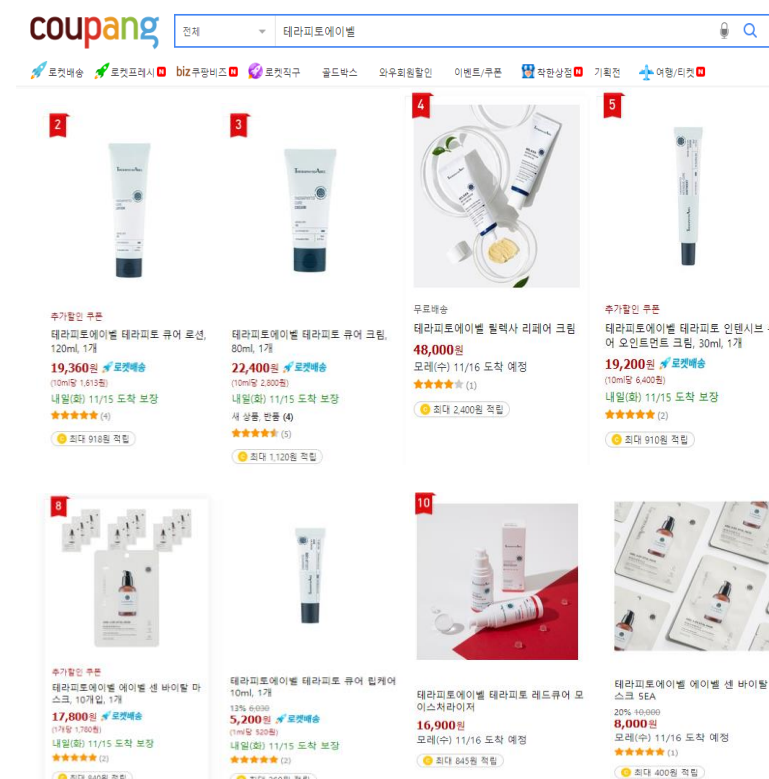 coupang
전체
테라피토에이벨
로켓배송
로켓프레시 N
biz 쿠팡비즈 N
로켓직구
골드박스
와우회원할인
이벤트/쿠폰
착한상점 N
기획전
여행/티켓 N
2
추가할인 쿠폰
테라피토에이벨 테라피토 큐어 로션,
120ml, 1개
19,360원 로켓배송
(10ml당 1,613원)
내일(화) 11/15 도착 보장
(4)
최대 918원 적립
3
테라피토에이벨 테라피토 큐어 크림,
80ml, 1개
22,400원 로켓배송
(10ml당 2,800원)
내일(화) 11/15 도착 보장
새 상품, 반품 (4)
(5)
최대 1,120원 적립
4
무료배송
테라피토에이벨 릴렉사 리페어 크림
48,000원
모레(수) 11/16 도착 예정
(1)
최대 2,400원 적립
5
추가할인 쿠폰
테라피토에이벨 테라피토 인텐시브
어 오인트먼트 크림, 30ml, 1개
19,200원 로켓배송
(10ml당 6,400원)
내일(화) 11/15 도착 보장
(2)
최대 910원 적립
8
추가할인 쿠폰
테라피토에이벨 에이벨 센 바이탈 마
스크, 10개입, 1개
17,800원 로켓배송
(1개당 1,780원)
내일(화) 11/15 도착 보장
(2)
최대 840원 적립
테라피토에이벨 테라피토 큐어 립케어
10ml, 1개
13% 6,030
5,200원 로켓배송
(1ml당 520원)
내일(화) 11/15 도착 보장
(2)
최대 260원 적립
10
테라피토에이벨 테라피토 레드큐어 모
이스처라이저
16,900원
모레(수) 11/16 도착 예정
최대 845원 적립
테라피토에이벨 에이벨 센 바이탈
스크 5EA
20% 10,000
8,000원
모레(수) 11/16 도착 예정
(1)
최대 400원 적립